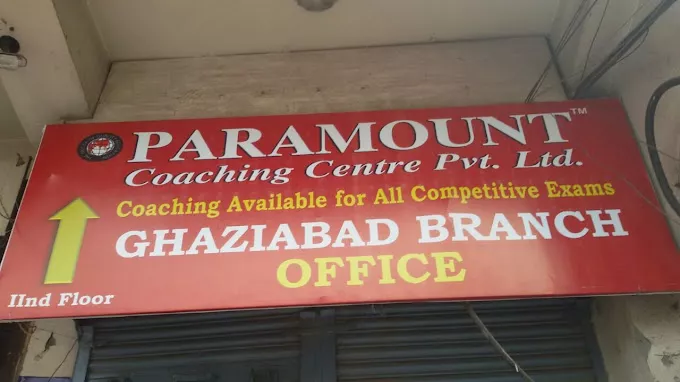 PARAMOUNT™
Coaching Centre Pvt. Ltd.
Coaching Available for All Competitive Exams
GHAZIABAD BRANCH
OFFICE
IInd Floor